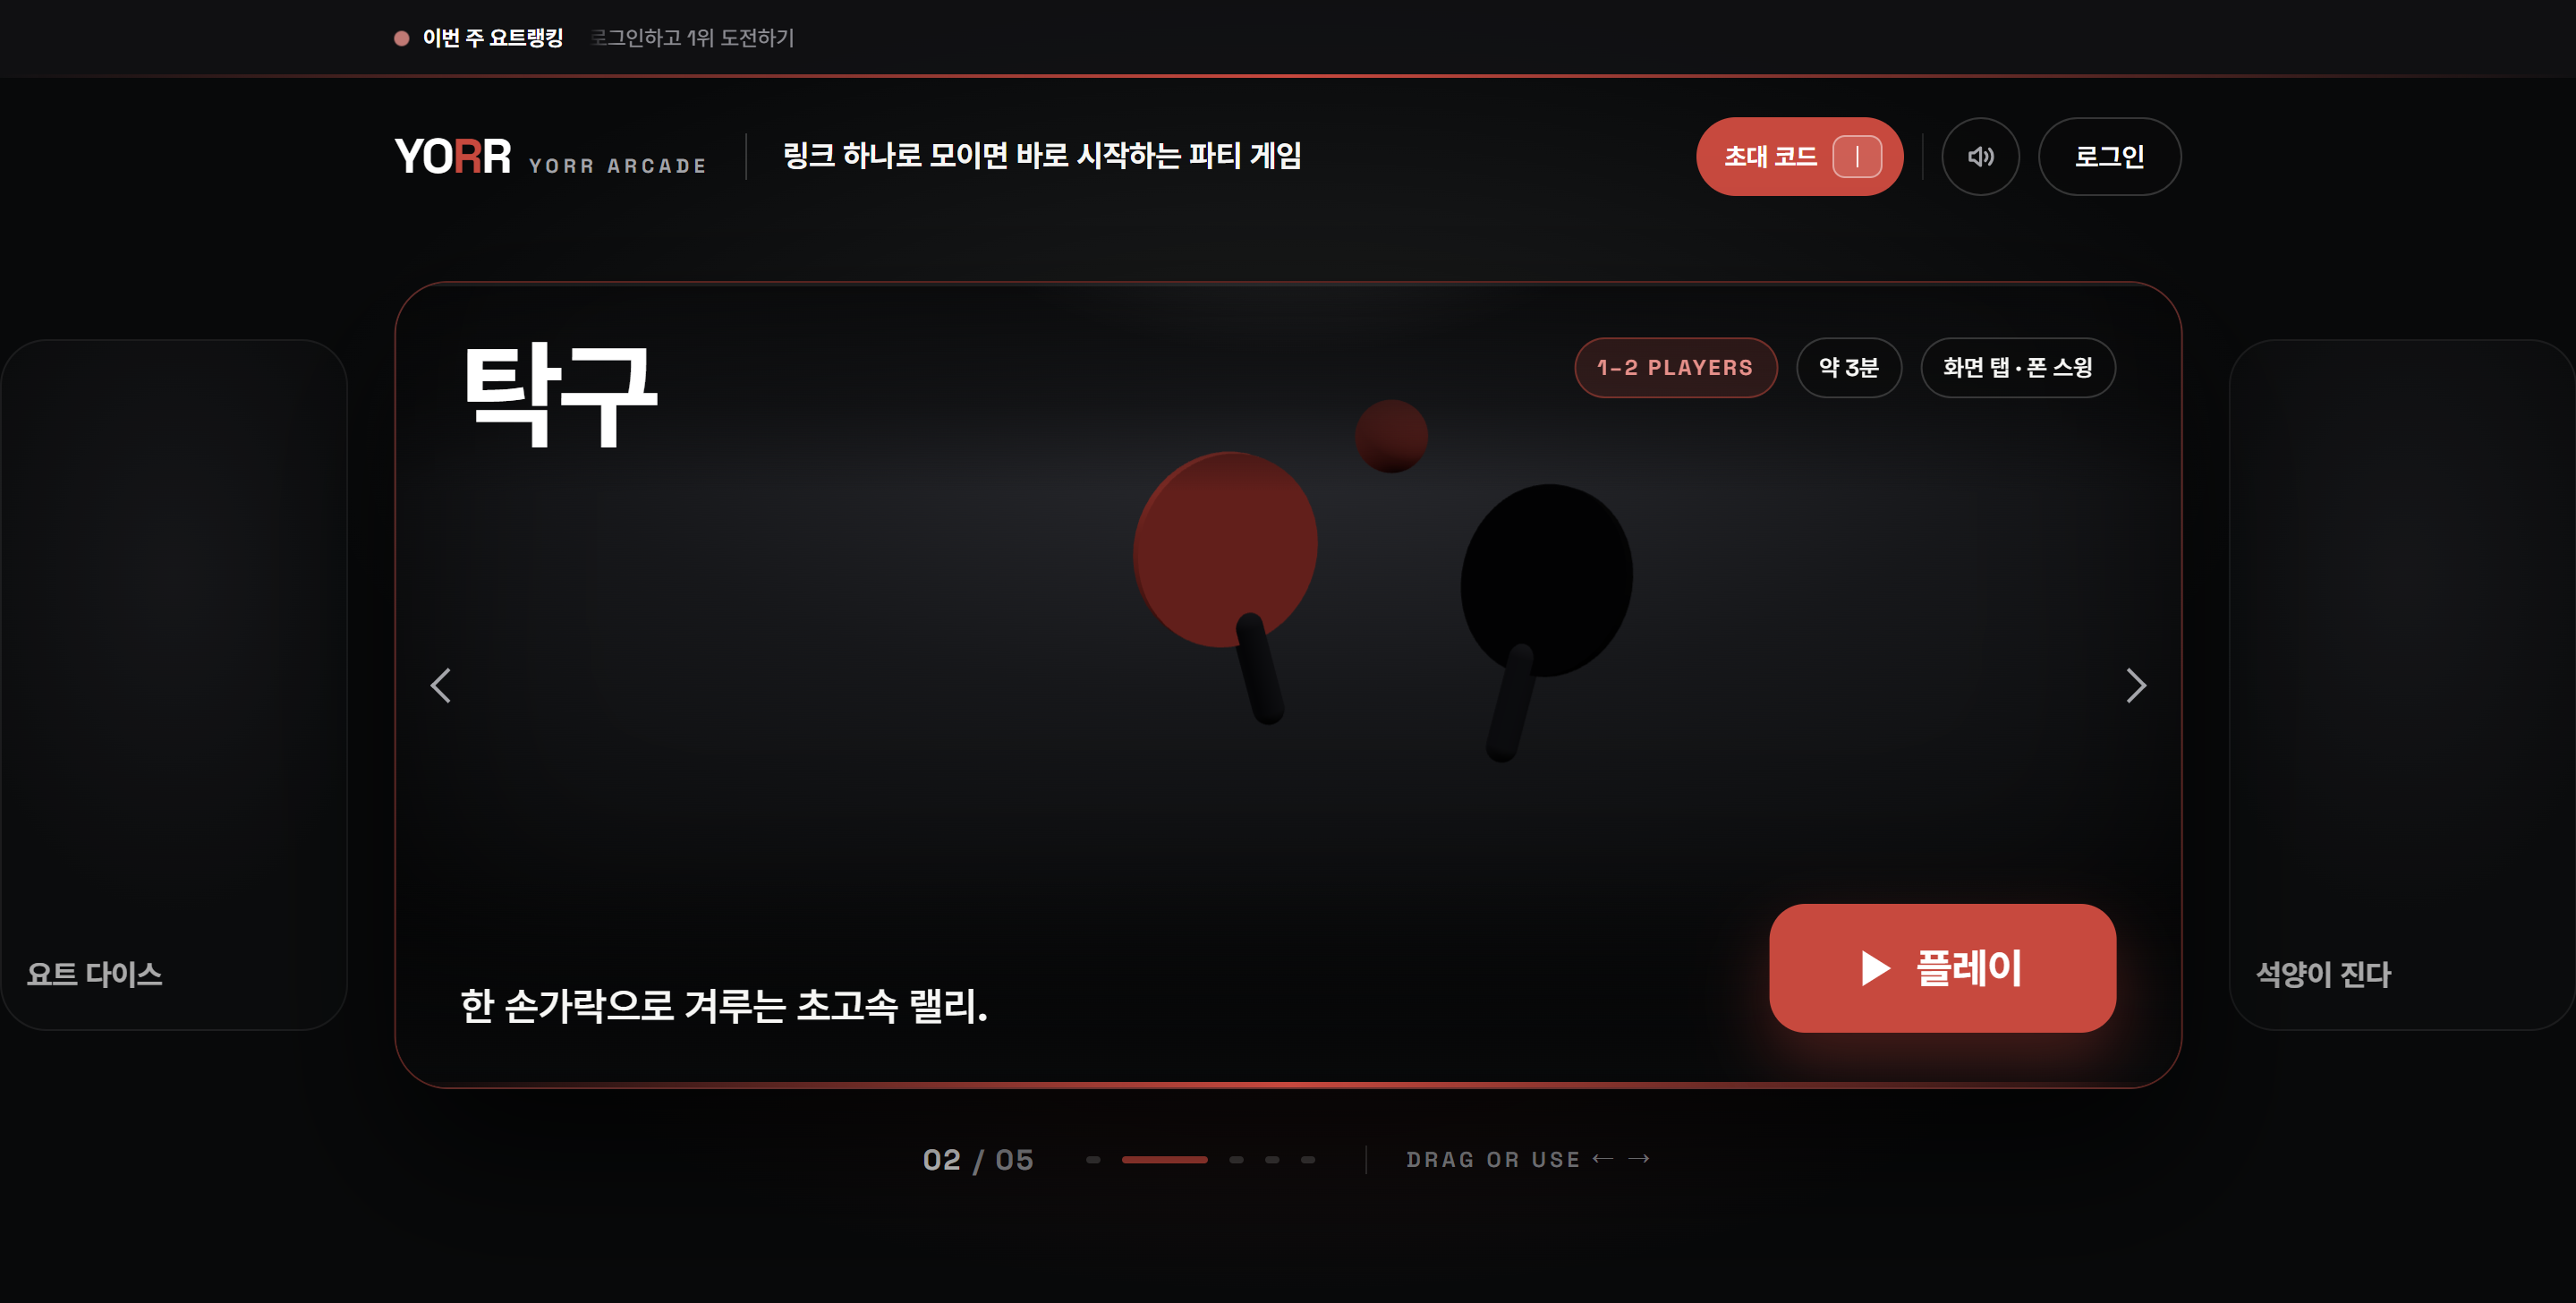 이번 주 요트랭킹 로그인하고 1위 도전하기
YORR YORR ARCADE 링크 하나로 모이면 바로 시작하는 파티 게임 초대 코드 로그인
탁구 1–2 PLAYERS 약 3분 화면 탭 · 폰 스윙
요트 다이스
석양이 진다
▶ 플레이
한 손가락으로 겨루는 초고속 랠리.
02 / 05 DRAG OR USE ← →